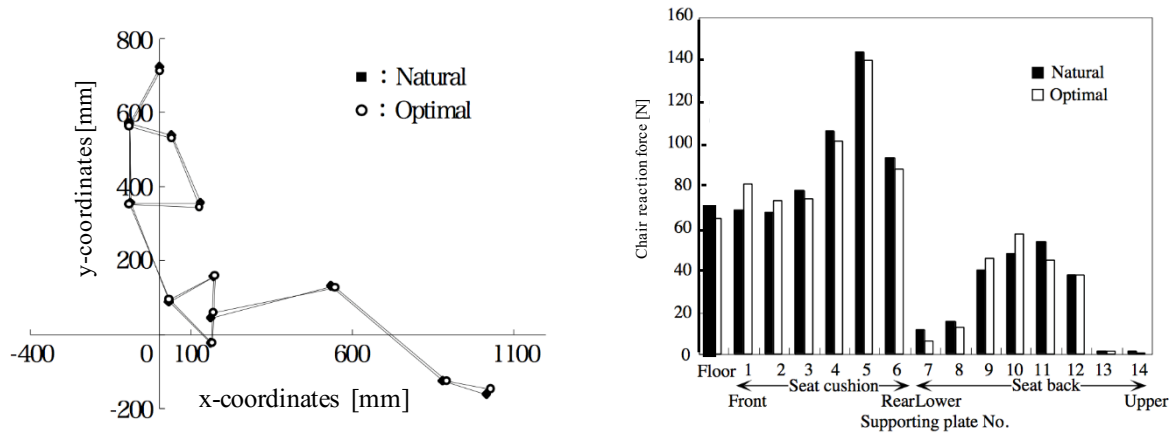 800
600
400
200
-200
-400
0
100
600
1100
y-coordinates [mm]
x-coordinates [mm]
: Natural
: Optimal
160
140
120
100
80
60
40
20
0
Chair reaction force [N]
Natural
Optimal
Floor 1 2 3 4 5 6 7 8 9 10 11 12 13 14
Seat cushion Seat back
Front RearLower Upper
Supporting plate No.